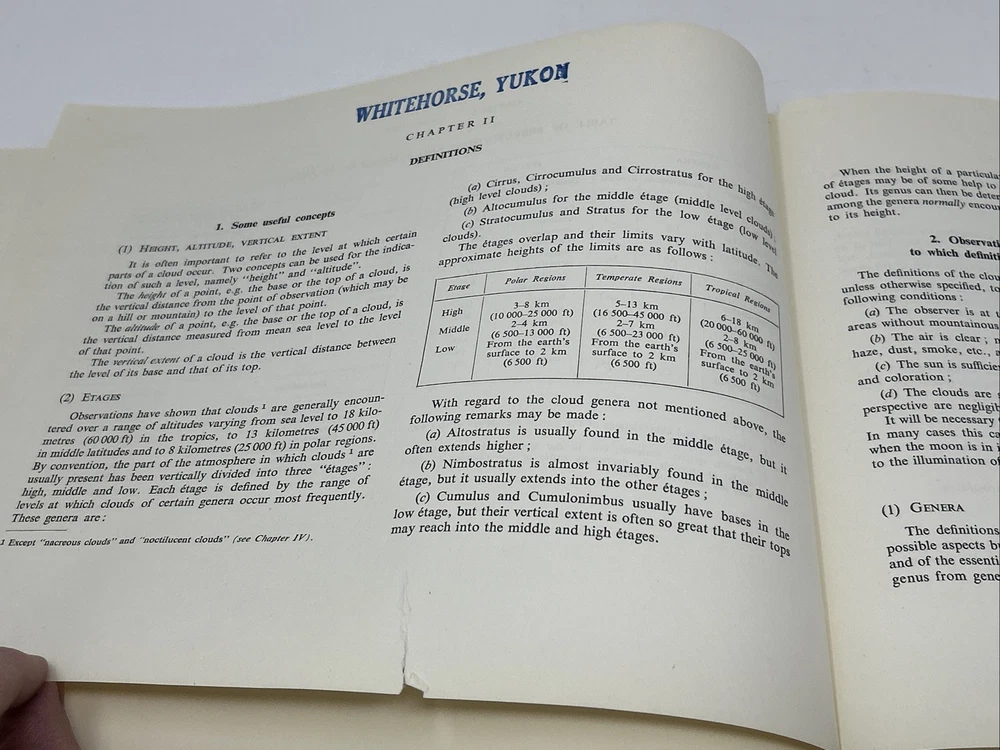 WHITEHORSE, YUKON
CHAPTER II
DEFINITIONS
1. Some useful concepts
(1) HEIGHT, ALTITUDE, VERTICAL EXTENT
It is often important to refer to the level at which certain
parts of a cloud occur. Two concepts can be used for the indica-
tion of such a level, namely "height" and "altitude".
The height of a point, e.g. the base or the top of a cloud, is
the vertical distance from the point of observation (which may be
on a hill or mountain) to the level of that point.
The altitude of a point, e.g. the base or the top of a cloud, is
the vertical distance measured from mean sea level to the level
of that point.
The vertical extent of a cloud is the vertical distance between
the level of its base and that of its top.
(2) ETAGES
Observations have shown that clouds ¹ are generally encoun-
tered over a range of altitudes varying from sea level to 18 kilo-
metres (60 000 ft) in the tropics, to 13 kilometres (45 000 ft)
in middle latitudes and to 8 kilometres (25 000 ft) in polar regions.
By convention, the part of the atmosphere in which clouds ¹ are
usually present has been vertically divided into three "étages":
high, middle and low. Each étage is defined by the range of
levels at which clouds of certain genera occur most frequently.
These genera are :
¹ Except "nacreous clouds" and "noctilucent clouds" (see Chapter IV).
(a) Cirrus, Cirrocumulus and Cirrostratus for the high étage
(high level clouds) ;
(b) Altocumulus for the middle étage (middle level clouds) ;
(c) Stratocumulus and Stratus for the low étage (low level
clouds).
The étages overlap and their limits vary with latitude. The
approximate heights of the limits are as follows :
Etage Polar Regions Temperate Regions Tropical Regions
High 3–8 km 5–13 km 6–18 km
(10 000–25 000 ft) (16 500–45 000 ft) (20 000–60 000 ft)
Middle 2–4 km 2–7 km 2–8 km
(6 500–13 000 ft) (6 500–23 000 ft) (6 500–25 000 ft)
Low From the earth's From the earth's From the earth's
surface to 2 km surface to 2 km surface to 2 km
(6 500 ft) (6 500 ft) (6 500 ft)
With regard to the cloud genera not mentioned above, the
following remarks may be made :
(a) Altostratus is usually found in the middle étage, but it
often extends higher ;
(b) Nimbostratus is almost invariably found in the middle
étage, but it usually extends into the other étages ;
(c) Cumulus and Cumulonimbus usually have bases in the
low étage, but their vertical extent is often so great that their tops
may reach into the middle and high étages.
When the height of a particula
of étages may be of some help to
cloud. Its genus can then be deter
among the genera normally encou
to its height.
2. Observati
to which definiti
The definitions of the clou
unless otherwise specified, to
following conditions :
(a) The observer is at t
areas without mountainous
(b) The air is clear ; n
haze, dust, smoke, etc.,
(c) The sun is sufficie
and coloration ;
(d) The clouds are
perspective are negligib
It will be necessary
In many cases this ca
when the moon is in i
to the illumination of
(1) GENERA
The definitions
possible aspects bu
and of the essenti
genus from gene